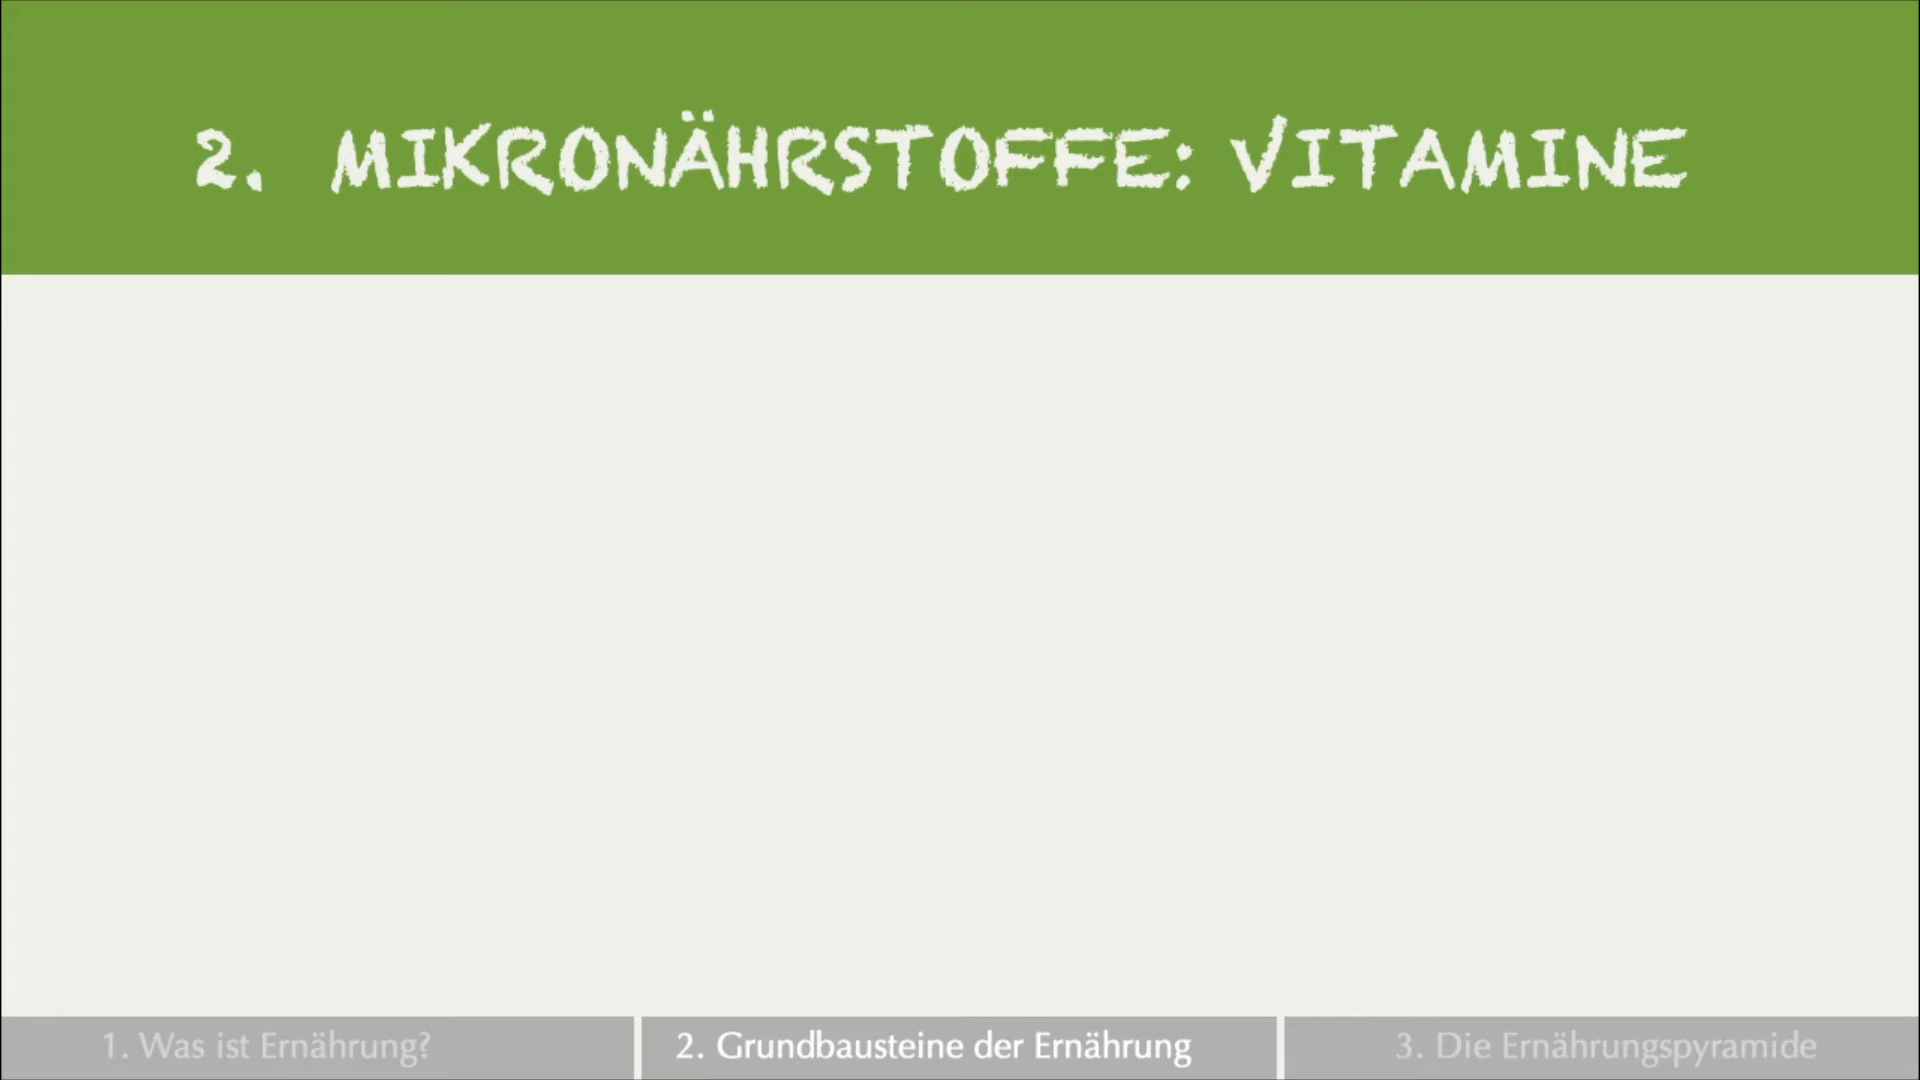 2. MIKRONÄHRSTOFFE: VITAMINE
1. Was ist Ernährung?
2. Grundbausteine der Ernährung
3. Die Ernährungspyramide